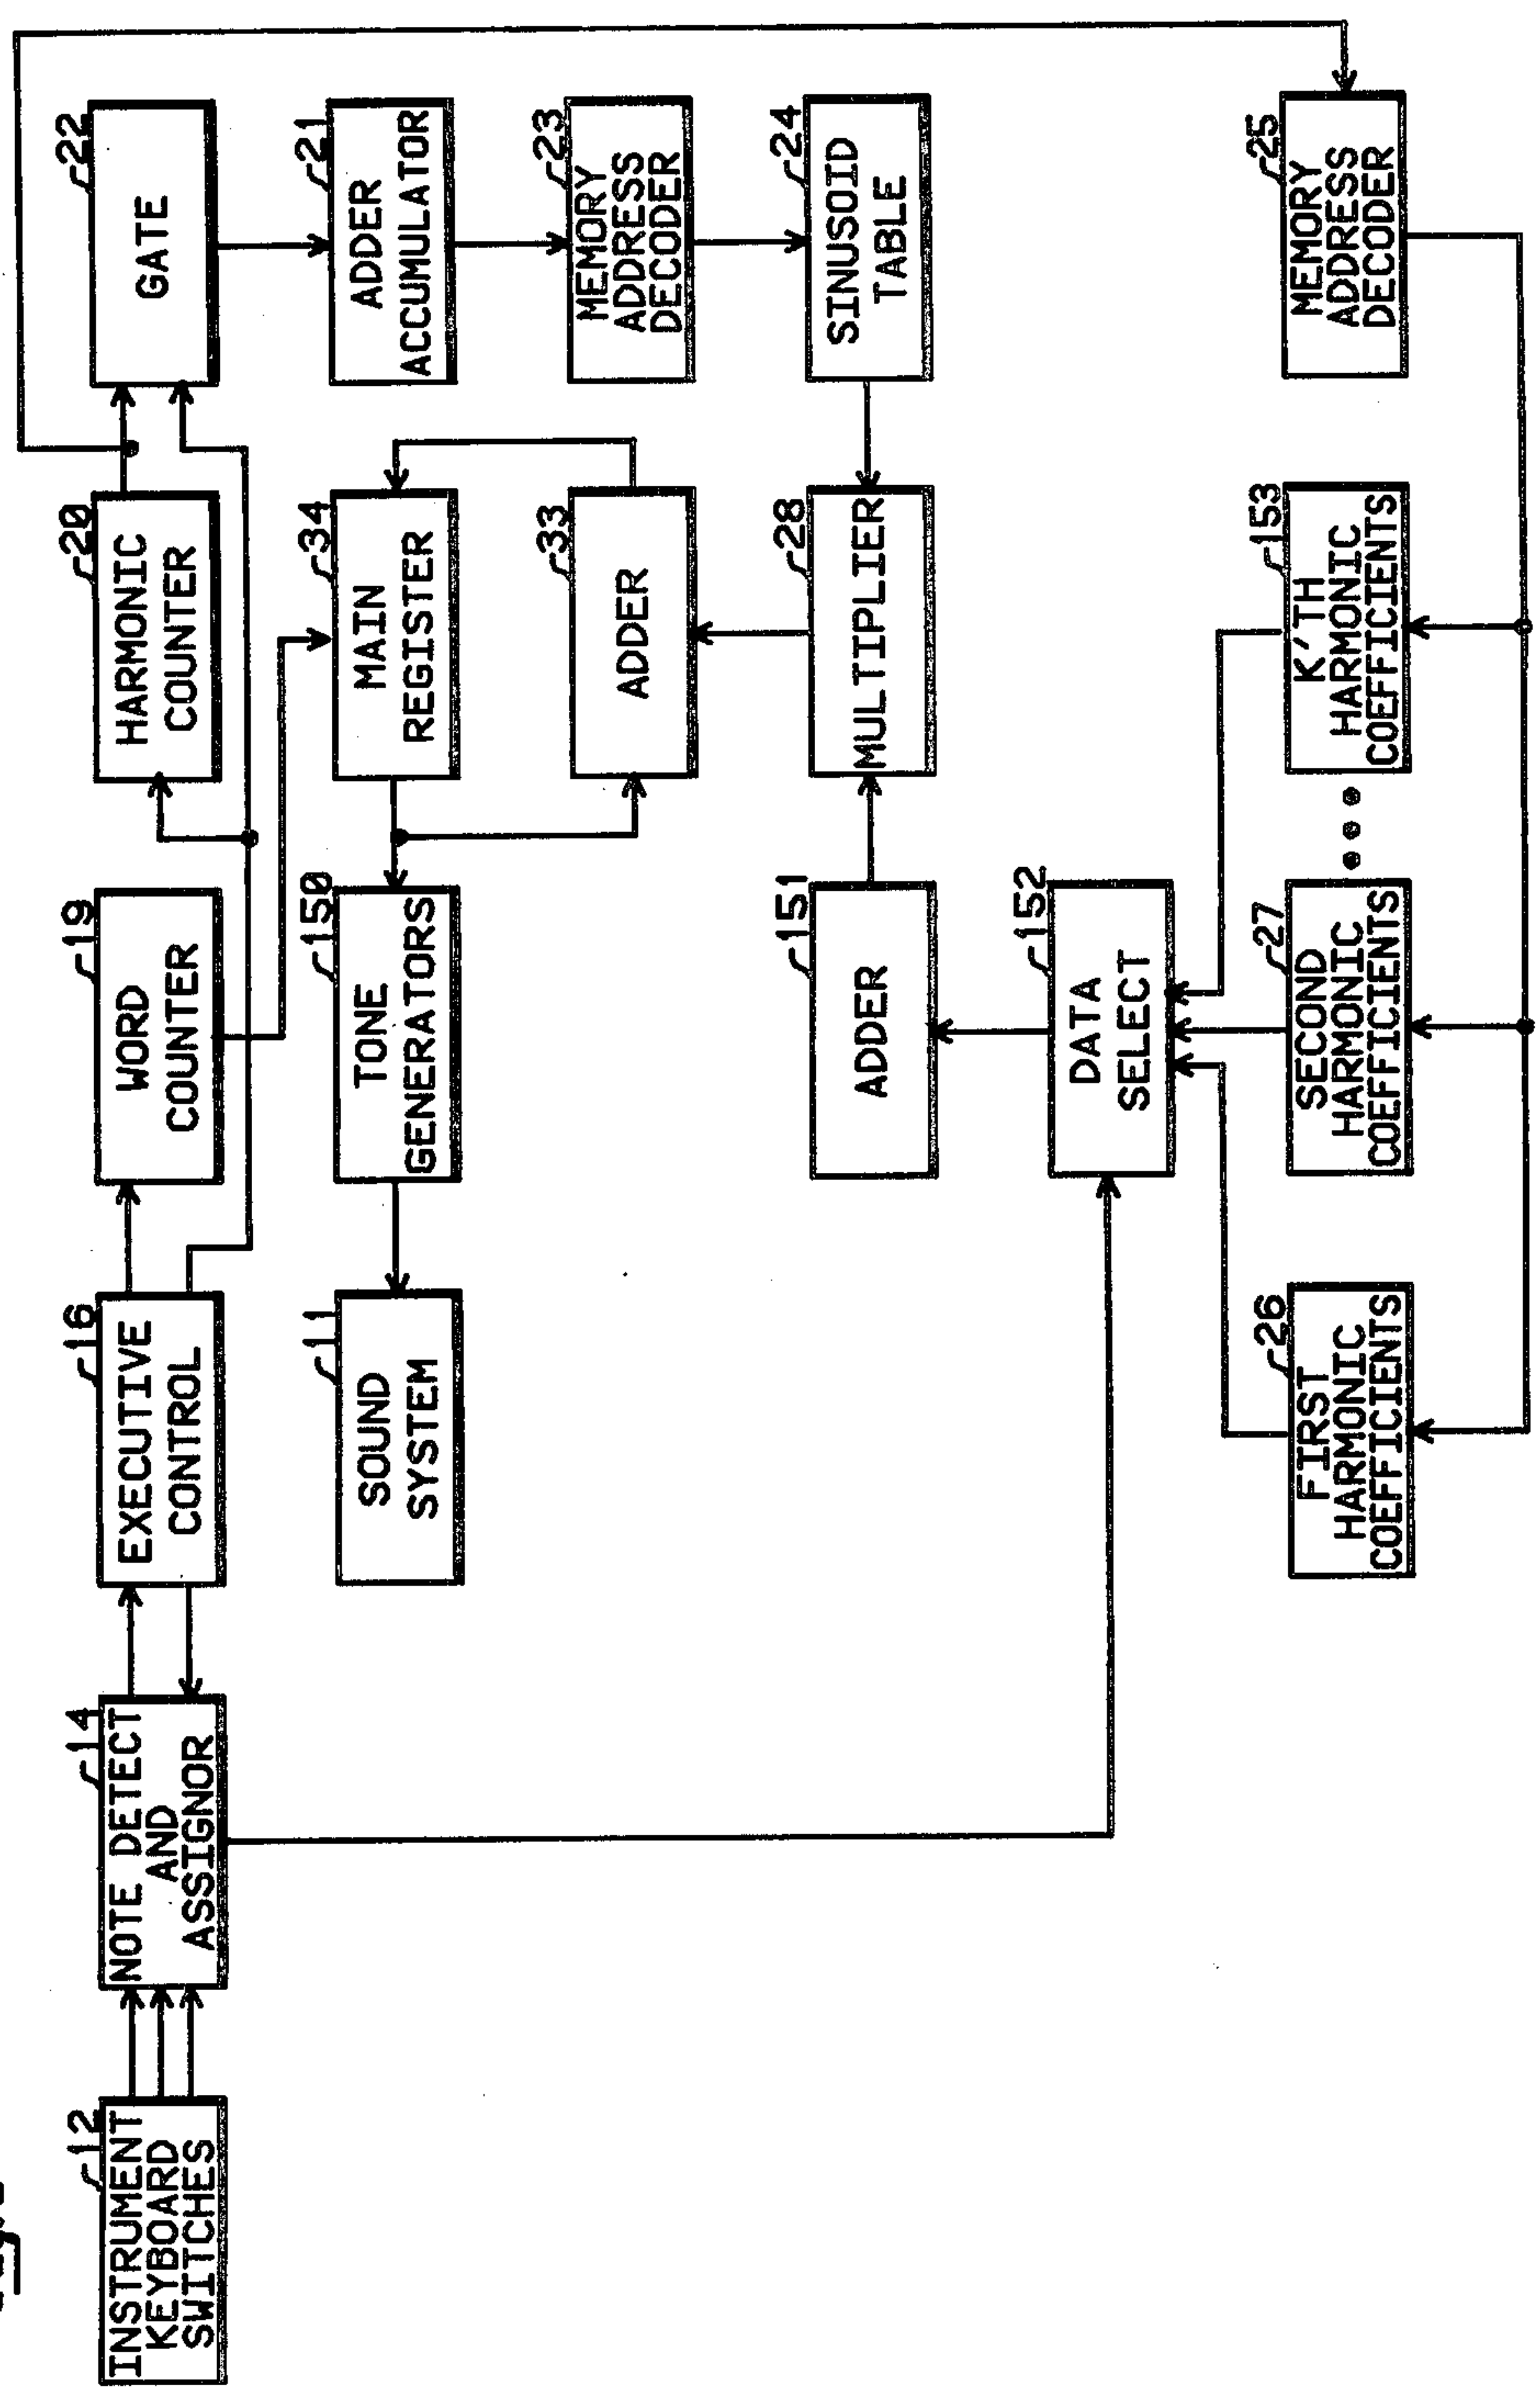 12
INSTRUMENT
KEYBOARD
SWITCHES
14
NOTE DETECT
AND
ASSIGNOR
16
EXECUTIVE
CONTROL
19
WORD
COUNTER
20
HARMONIC
COUNTER
22
GATE
11
SOUND
SYSTEM
150
TONE
GENERATORS
34
MAIN
REGISTER
21
ADDER
ACCUMULATOR
33
ADDER
23
MEMORY
ADDRESS
DECODER
151
ADDER
28
MULTIPLIER
24
SINUSOID
TABLE
152
DATA
SELECT
26
FIRST
HARMONIC
COEFFICIENTS
27
SECOND
HARMONIC
COEFFICIENTS
153
K'TH
HARMONIC
COEFFICIENTS
25
MEMORY
ADDRESS
DECODER